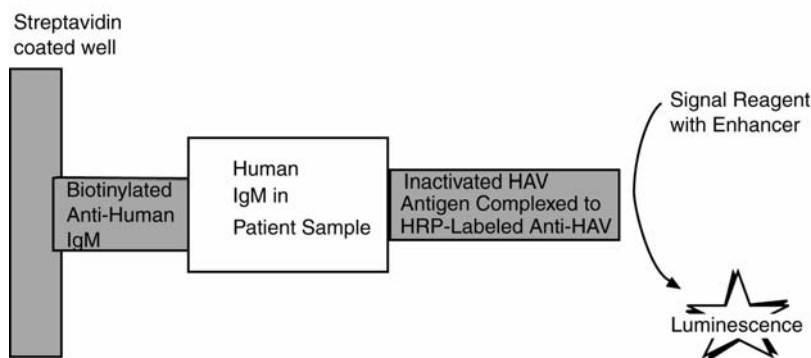 Streptavidin
coated well
Biotinylated
Anti-Human
IgM
Human
IgM in
Patient Sample
Inactivated HAV
Antigen Complexed to
HRP-Labeled Anti-HAV
Signal Reagent
with Enhancer
Luminescence